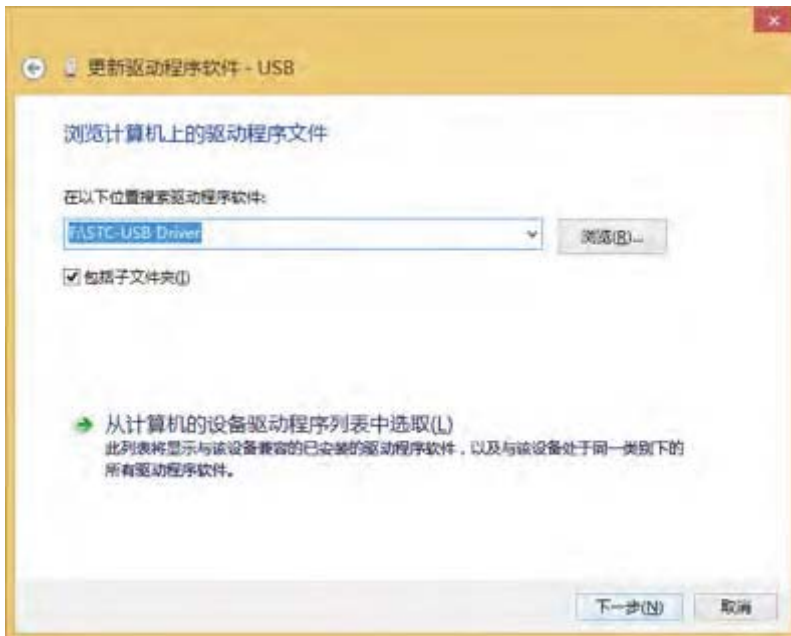 更新驱动程序软件 - USB
浏览计算机上的驱动程序文件
在以下位置搜索驱动程序软件:
F:\STC-USB Driver
浏览(R)...
包括子文件夹(I)
从计算机的设备驱动程序列表中选取(L)
此列表将显示与该设备兼容的已安装的驱动程序软件，以及与该设备处于同一类别下的
所有驱动程序软件。
下一步(N)
取消